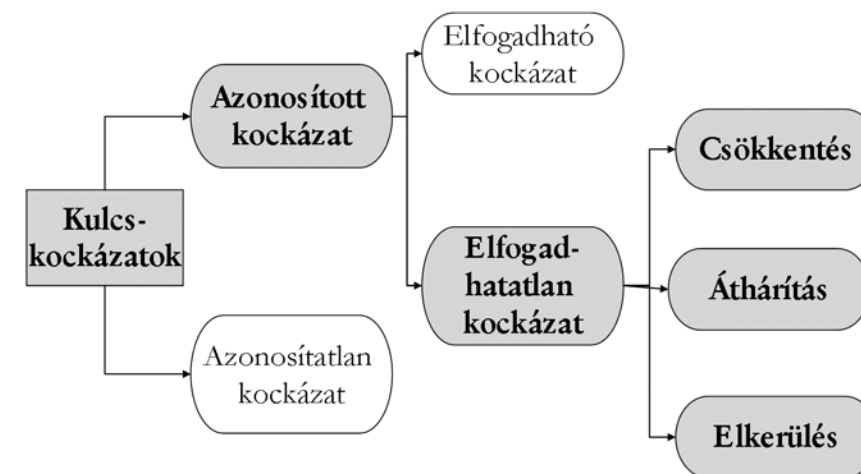 Elfogadható
kockázat
Azonosított
kockázat
Csökkentés
Kulcs-
kockázatok
Elfogad-
hatatlan
kockázat
Áthárítás
Azonosítatlan
kockázat
Elkerülés